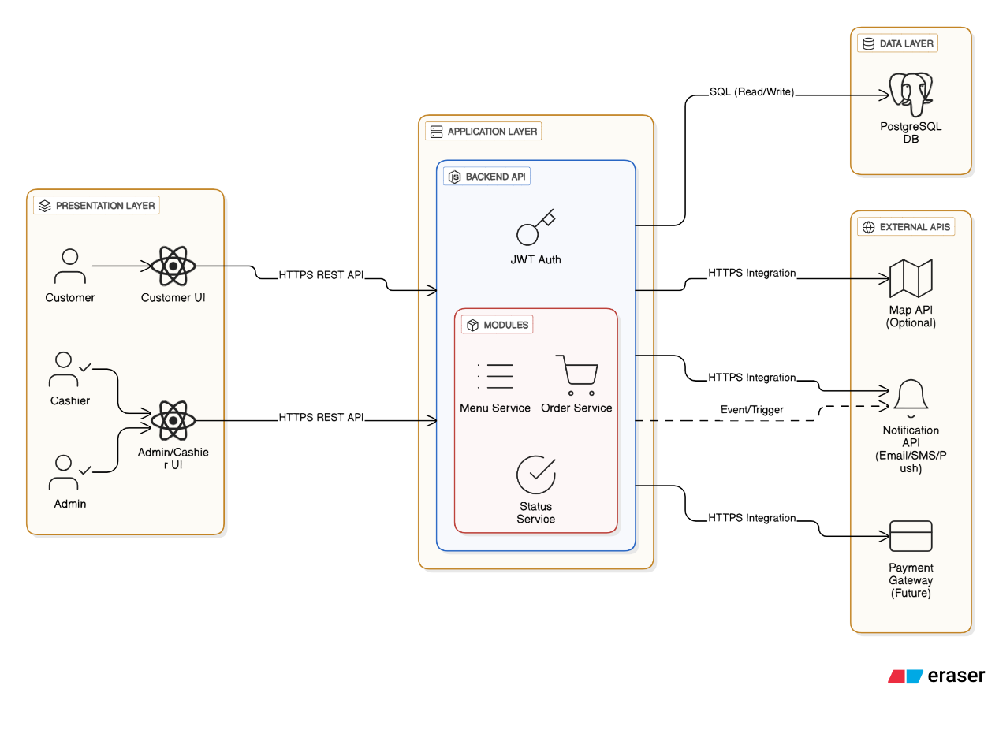 PRESENTATION LAYER
Customer
Customer UI
Cashier
Admin/Cashie
r UI
Admin
HTTPS REST API
HTTPS REST API
APPLICATION LAYER
BACKEND API
JS
JWT Auth
MODULES
Menu Service
Order Service
Status
Service
SQL (Read/Write)
HTTPS Integration
HTTPS Integration
Event/Trigger
HTTPS Integration
DATA LAYER
PostgreSQL
DB
EXTERNAL APIS
Map API
(Optional)
Notification
API
(Email/SMS/P
ush)
Payment
Gateway
(Future)
eraser